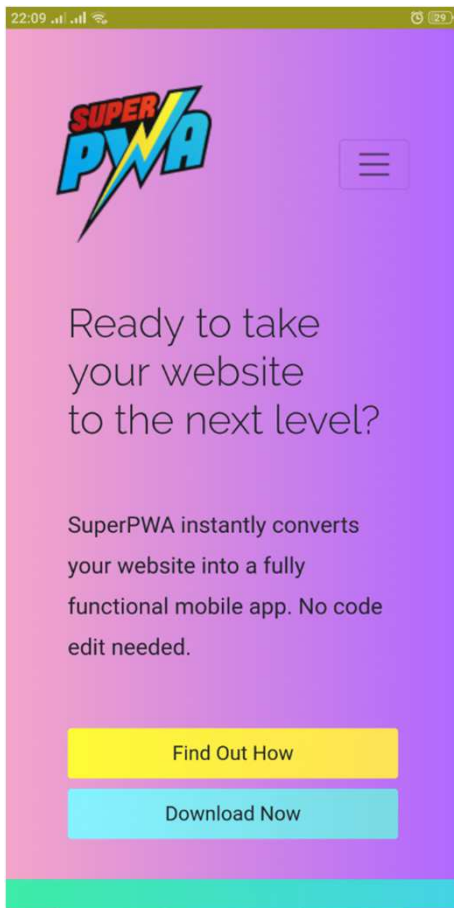 22:09
29
SUPER
PWA
Ready to take
your website
to the next level?
SuperPWA instantly converts
your website into a fully
functional mobile app. No code
edit needed.
Find Out How
Download Now